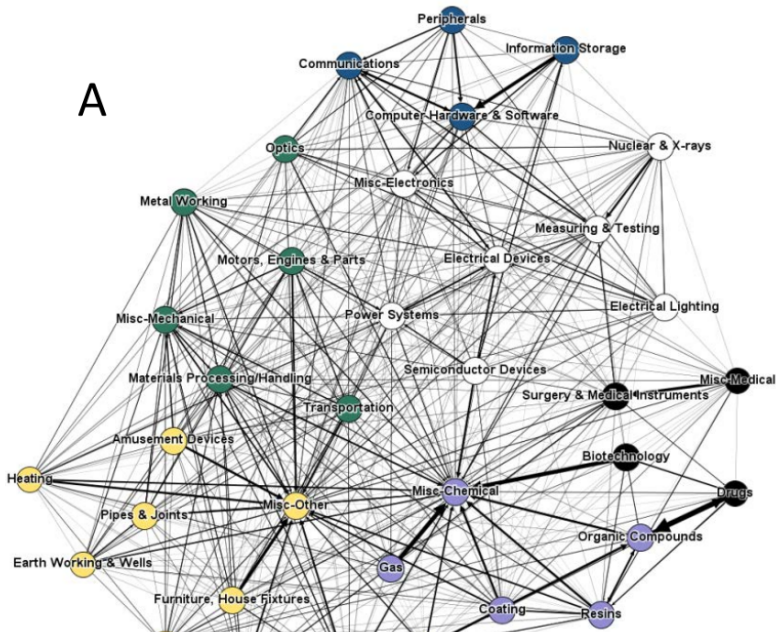 Peripherals
Information Storage
Communications
A
Computer Hardware & Software
Optics
Nuclear & X-rays
Misc-Electronics
Metal Working
Measuring & Testing
Motors, Engines & Parts
Electrical Devices
Electrical Lighting
Misc-Mechanical
Power Systems
Semiconductor Devices
Materials Processing/Handling
Misc-Medical
Surgery & Medical Instruments
Transportation
Amusement Devices
Biotechnology
Heating
Misc-Chemical
Drugs
Misc-Other
Pipes & Joints
Organic Compounds
Earth Working & Wells
Gas
Furniture, House Fixtures
Coating
Resins